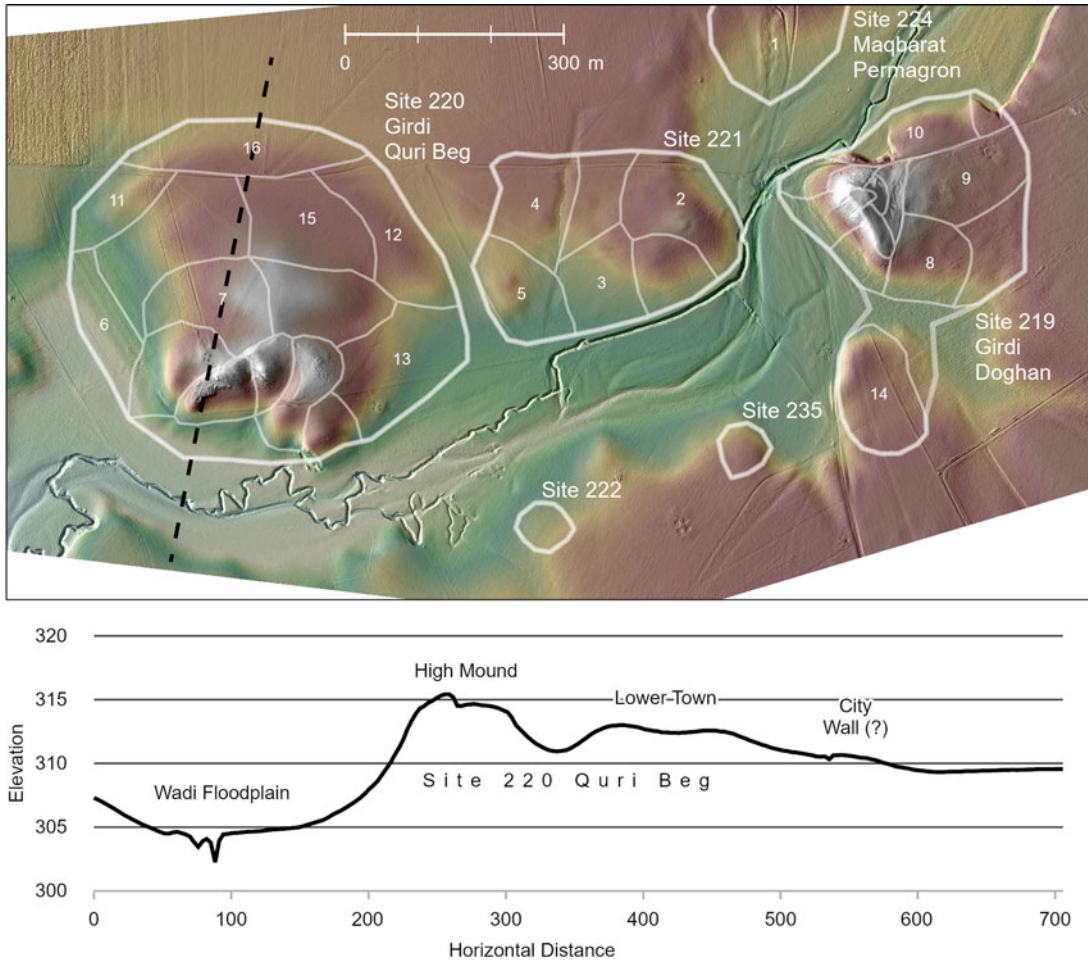 0
300 m
Site 220
Girdi
Quri Beg
Site 221
Site 224
Maqbarat
Permagron
Site 219
Girdi
Doghan
Site 235
Site 222
1
2
3
4
5
6
7
8
9
10
11
12
13
14
15
16
320
315
310
305
300
Elevation
High Mound
Lower Town
City
Wall (?)
Wadi Floodplain
Site 220 Quri Beg
0 100 200 300 400 500 600 700
Horizontal Distance